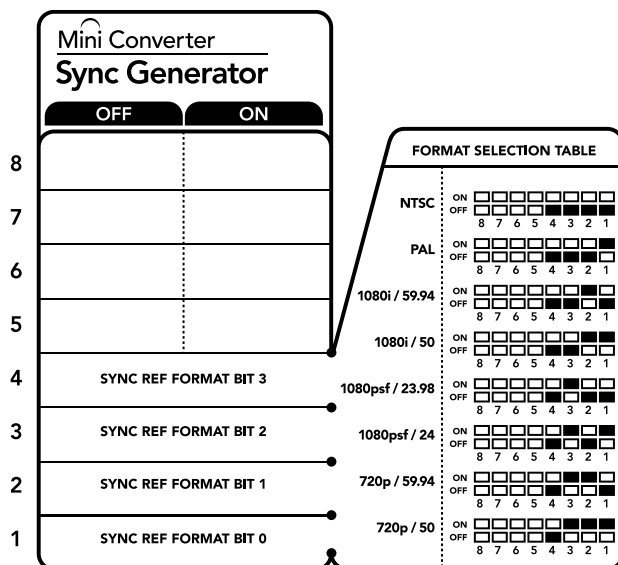 Mini Converter
Sync Generator
OFF ON
8
7
6
5
4 SYNC REF FORMAT BIT 3
3 SYNC REF FORMAT BIT 2
2 SYNC REF FORMAT BIT 1
1 SYNC REF FORMAT BIT 0
FORMAT SELECTION TABLE
NTSC
ON
OFF
8 7 6 5 4 3 2 1
PAL
ON
OFF
8 7 6 5 4 3 2 1
1080i / 59.94
ON
OFF
8 7 6 5 4 3 2 1
1080i / 50
ON
OFF
8 7 6 5 4 3 2 1
1080psf / 23.98
ON
OFF
8 7 6 5 4 3 2 1
1080psf / 24
ON
OFF
8 7 6 5 4 3 2 1
720p / 59.94
ON
OFF
8 7 6 5 4 3 2 1
720p / 50
ON
OFF
8 7 6 5 4 3 2 1